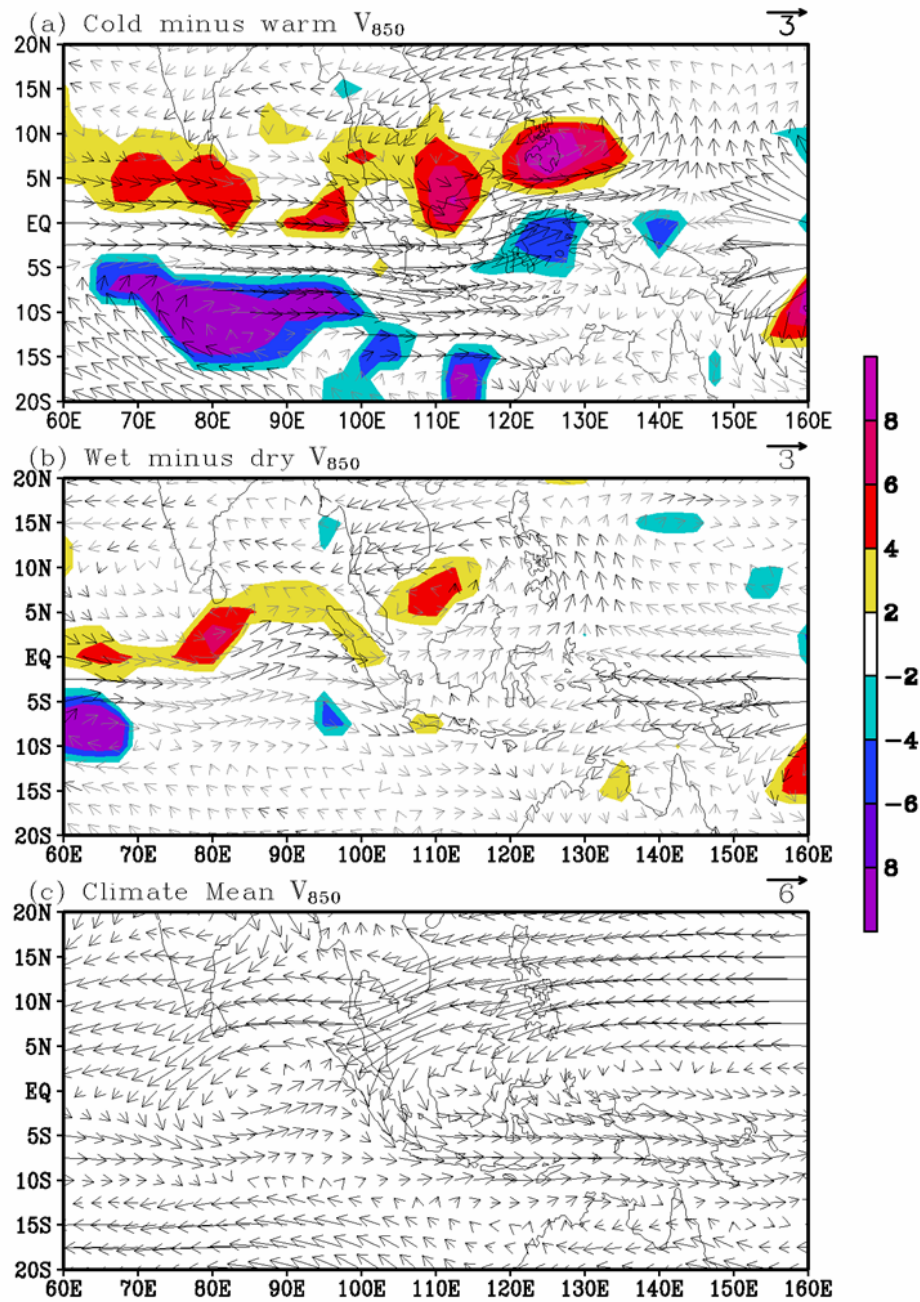 (a) Cold minus warm V850
3
20N
15N
10N
5N
EQ
5S
10S
15S
20S
60E 70E 80E 90E 100E 110E 120E 130E 140E 150E 160E
(b) Wet minus dry V850
3
20N
15N
10N
5N
EQ
5S
10S
15S
20S
60E 70E 80E 90E 100E 110E 120E 130E 140E 150E 160E
(c) Climate Mean V850
6
20N
15N
10N
5N
EQ
5S
10S
15S
20S
60E 70E 80E 90E 100E 110E 120E 130E 140E 150E 160E
8
6
4
2
-2
-4
-6
8